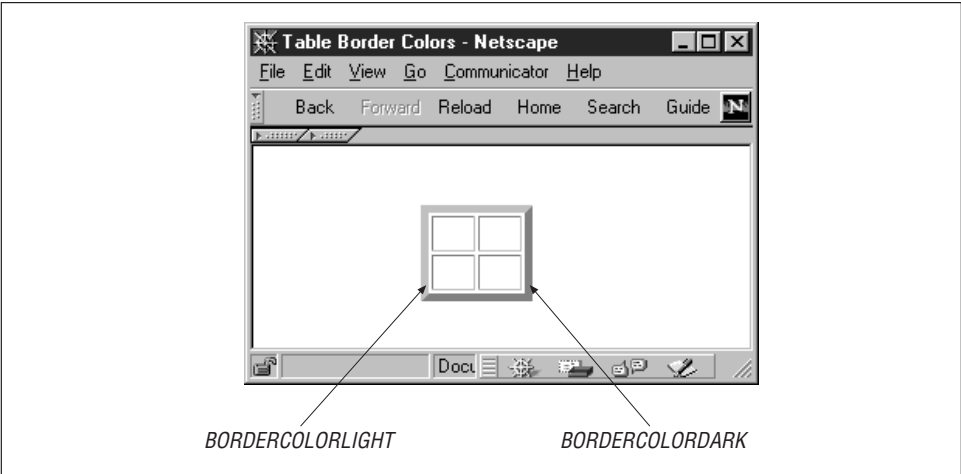 Table Border Colors - Netscape
File Edit View Go Communicator Help
Back Forward Reload Home Search Guide N
Docu
BORDERCOLORLIGHT BORDERCOLORDARK